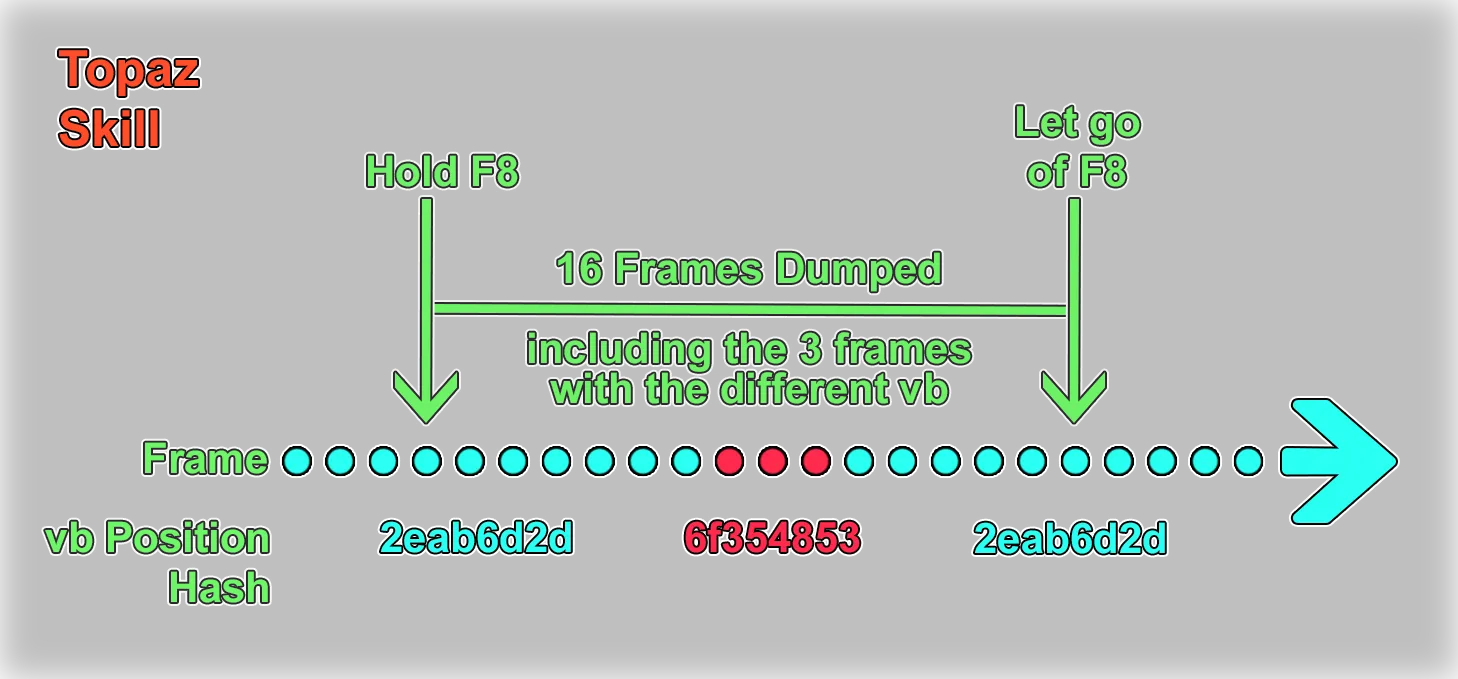 Topaz
Skill
Hold F8
Let go
of F8
16 Frames Dumped
including the 3 frames
with the different vb
Frame
vb Position
Hash
2eab6d2d
6f354853
2eab6d2d